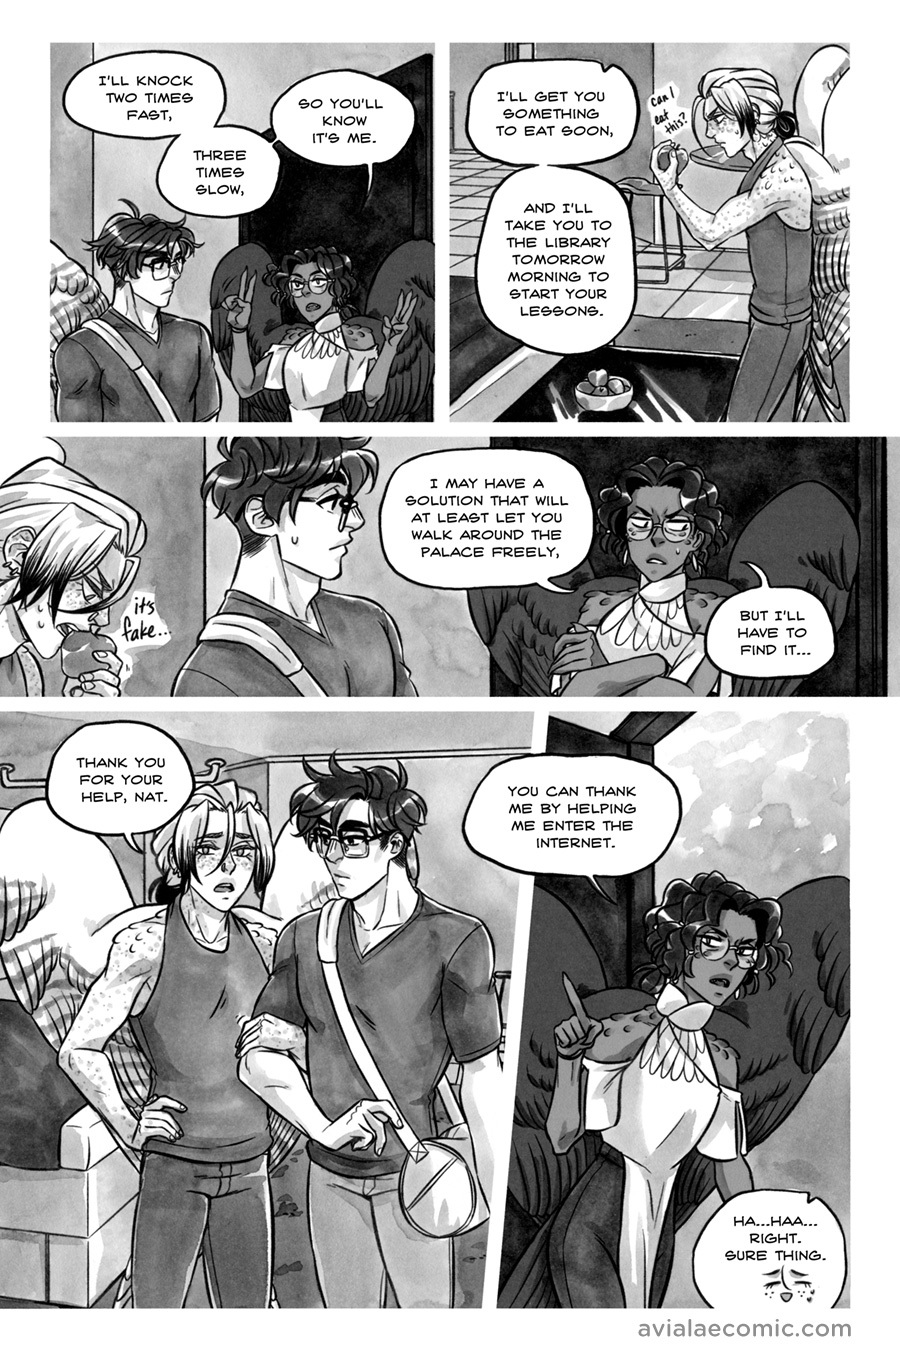 I'LL KNOCK
TWO TIMES
FAST,
THREE
TIMES
SLOW,
SO YOU'LL
KNOW
IT'S ME.
I'LL GET YOU
SOMETHING
TO EAT SOON,
can I
eat
this?
AND I'LL
TAKE YOU TO
THE LIBRARY
TOMORROW
MORNING TO
START YOUR
LESSONS.
it's
fake...
I MAY HAVE A
SOLUTION THAT WILL
AT LEAST LET YOU
WALK AROUND THE
PALACE FREELY,
BUT I'LL
HAVE TO
FIND IT...
THANK YOU
FOR YOUR
HELP, NAT.
YOU CAN THANK
ME BY HELPING
ME ENTER THE
INTERNET.
HA...HAA...
RIGHT.
SURE THING.
avialaecomic.com